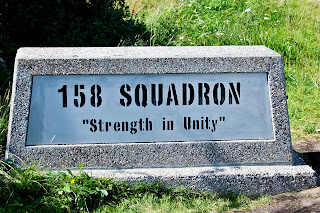 158 SQUADRON
"Strength in Unity"